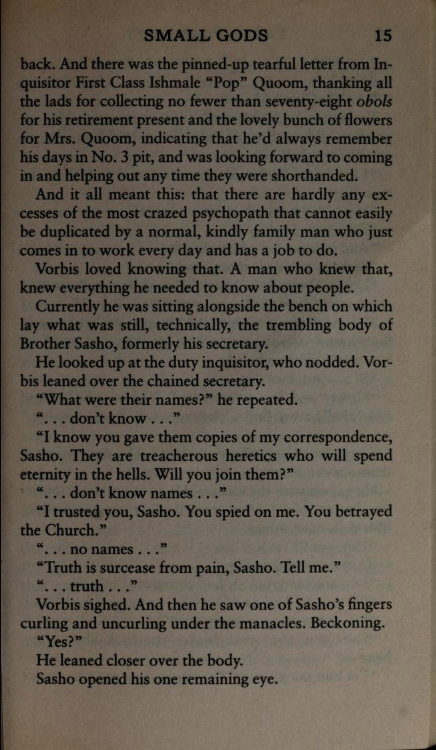 SMALL GODS 15
back. And there was the pinned-up tearful letter from In-
quisitor First Class Ishmale “Pop” Quoom, thanking all
the lads for collecting no fewer than seventy-eight obols
for his retirement present and the lovely bunch of flowers
for Mrs. Quoom, indicating that he’d always remember
his days in No. 3 pit, and was looking forward to coming
in and helping out any time they were shorthanded.
And it all meant this: that there are hardly any ex-
cesses of the most crazed psychopath that cannot easily
be duplicated by a normal, kindly family man who just
comes in to work every day and has a job to do.
Vorbis loved knowing that. A man who knew that,
knew everything he needed to know about people.
Currently he was sitting alongside the bench on which
lay what was still, technically, the trembling body of
Brother Sasho, formerly his secretary.
He looked up at the duty inquisitor, who nodded. Vor-
bis leaned over the chained secretary.
“What were their names?” he repeated.
“. . . don’t know . . .”
“I know you gave them copies of my correspondence,
Sasho. They are treacherous heretics who will spend
eternity in the hells. Will you join them?”
“. . . don’t know names . . .”
“I trusted you, Sasho. You spied on me. You betrayed
the Church.”
“. . . no names . . .”
“Truth is surcease from pain, Sasho. Tell me.”
“. . . truth . . .”
Vorbis sighed. And then he saw one of Sasho’s fingers
curling and uncurling under the manacles. Beckoning.
“Yes?”
He leaned closer over the body.
Sasho opened his one remaining eye.